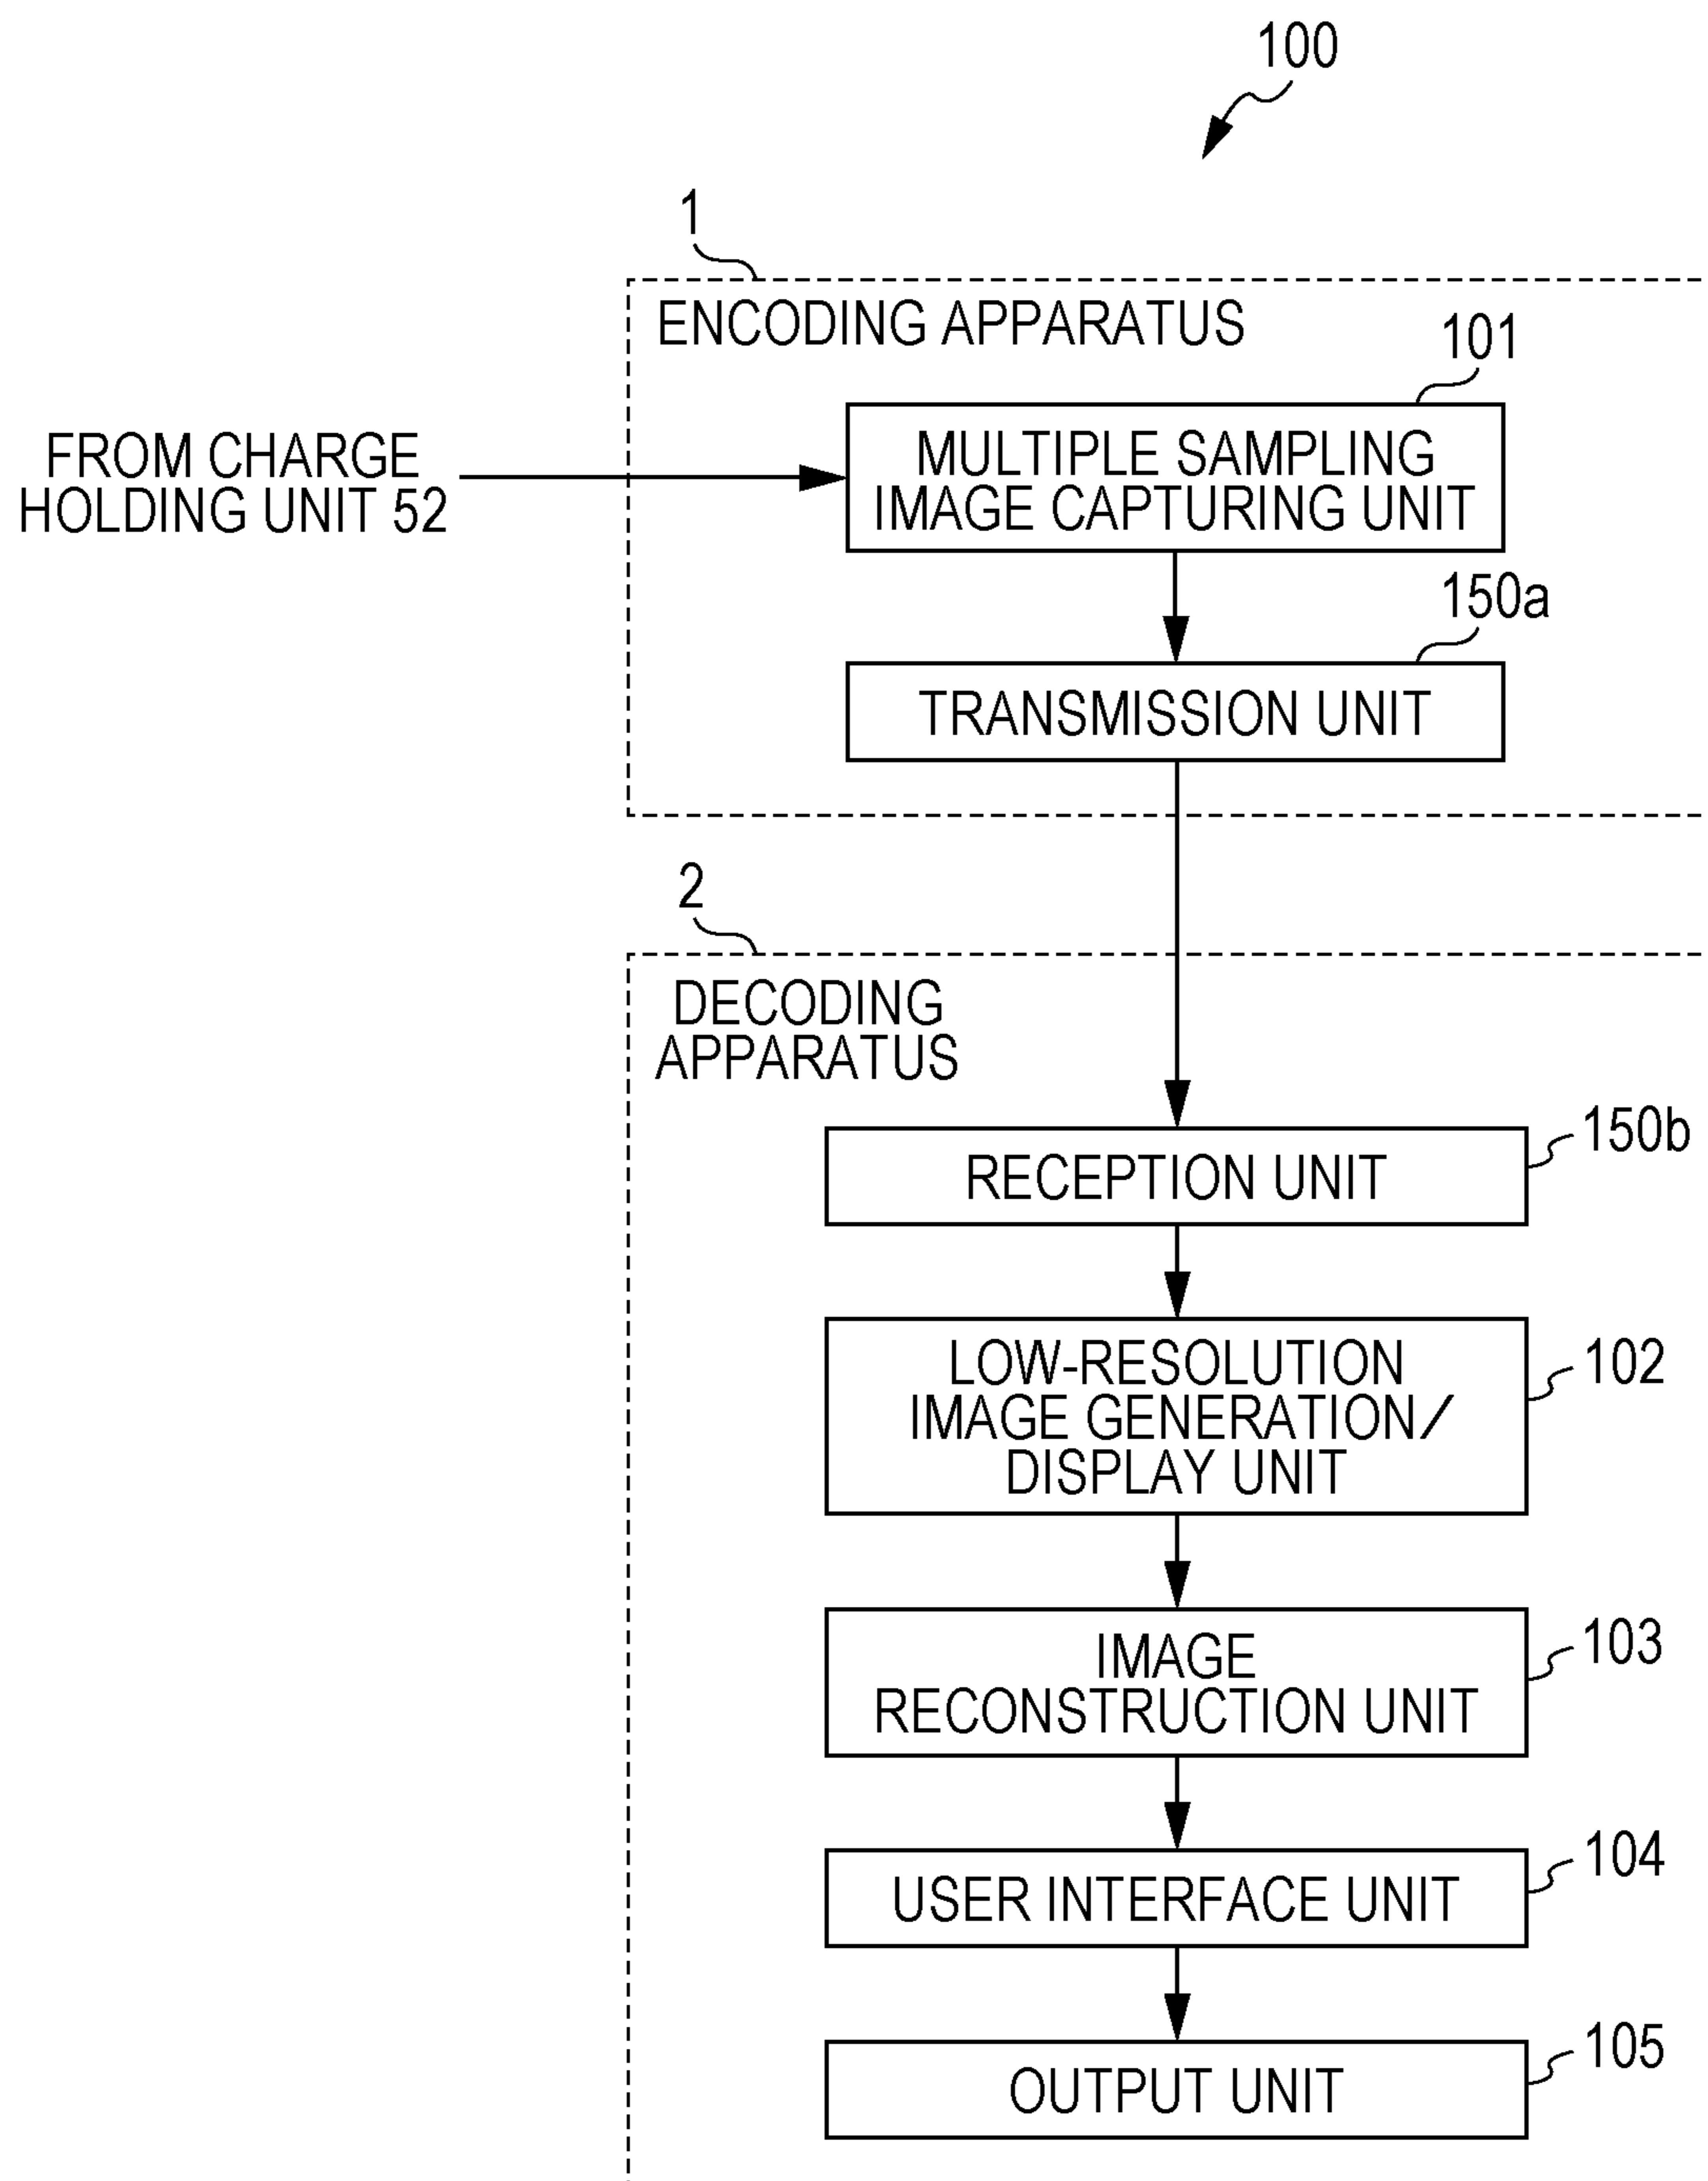 100
1
ENCODING APPARATUS
101
FROM CHARGE
HOLDING UNIT 52
MULTIPLE SAMPLING
IMAGE CAPTURING UNIT
150a
TRANSMISSION UNIT
2
DECODING
APPARATUS
150b
RECEPTION UNIT
LOW-RESOLUTION
IMAGE GENERATION/
DISPLAY UNIT
102
IMAGE
RECONSTRUCTION UNIT
103
USER INTERFACE UNIT
104
OUTPUT UNIT
105